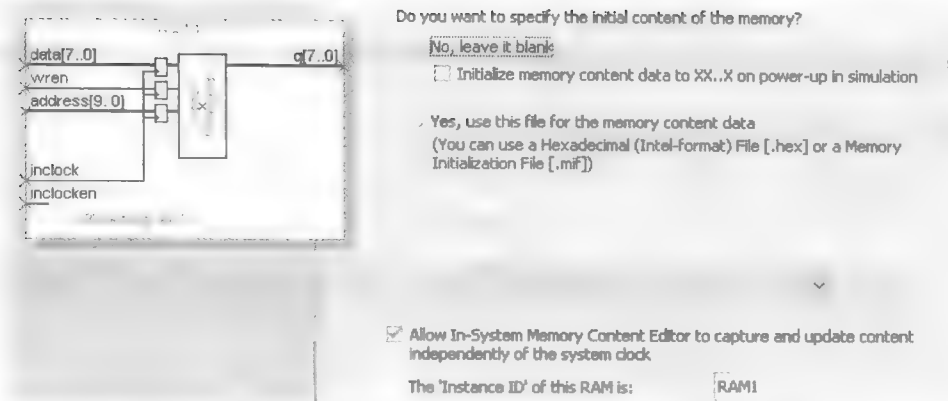 data[7..0]
q[7..0]
wren
address[9..0]
inclock
inclocken
Do you want to specify the initial content of the memory?
No, leave it blank
Initialize memory content data to XX..X on power-up in simulation
Yes, use this file for the memory content data
(You can use a Hexadecimal (Intel-format) File [.hex] or a Memory
Initialization File [.mif])
Allow In-System Memory Content Editor to capture and update content
independently of the system clock
The 'Instance ID' of this RAM is:
RAM1